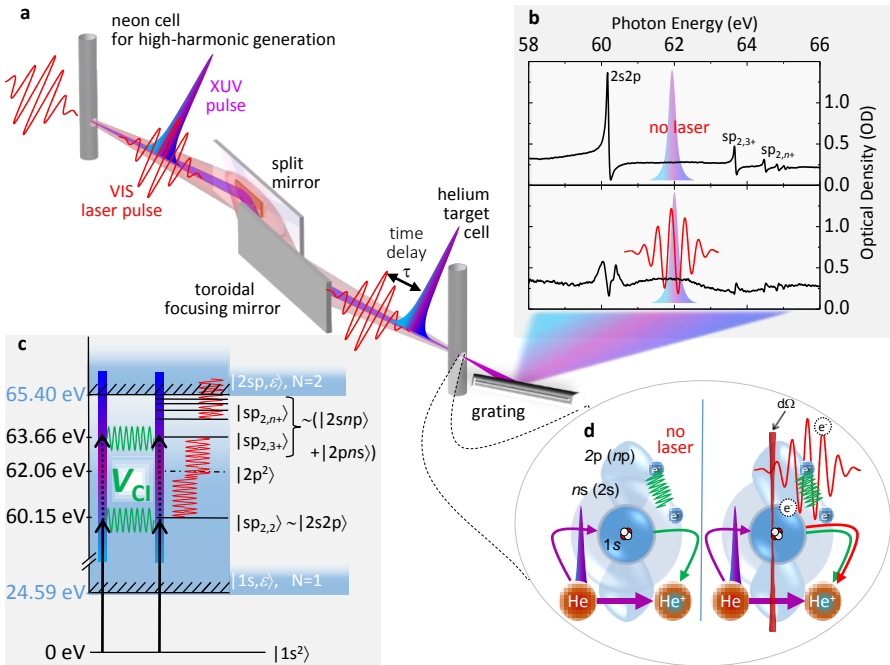 a
neon cell
for high-harmonic generation
XUV
pulse
VIS
laser pulse
split
mirror
toroidal
focusing mirror
time
delay
τ
helium
target
cell
grating
b
Photon Energy (eV)
58 60 62 64 66
2s2p
no laser
sp2,3+
sp2,n+
1.0
0.5
0.0
1.0
0.5
0.0
Optical Density (OD)
c
|2sp,ε⟩, N=2
65.40 eV
|sp2,n+⟩
~(|2snp⟩
63.66 eV
|sp2,3+⟩
+|2pns⟩)
VCI
62.06 eV
|2p²⟩
60.15 eV
|sp2,2⟩ ~|2s2p⟩
|1s,ε⟩, N=1
24.59 eV
0 eV
|1s²⟩
d
no
laser
dΩ
2p (np)
ns (2s)
1s
e⁻
e⁻
e⁻
e⁻
e⁻
e⁻
He
He⁺
He
He⁺